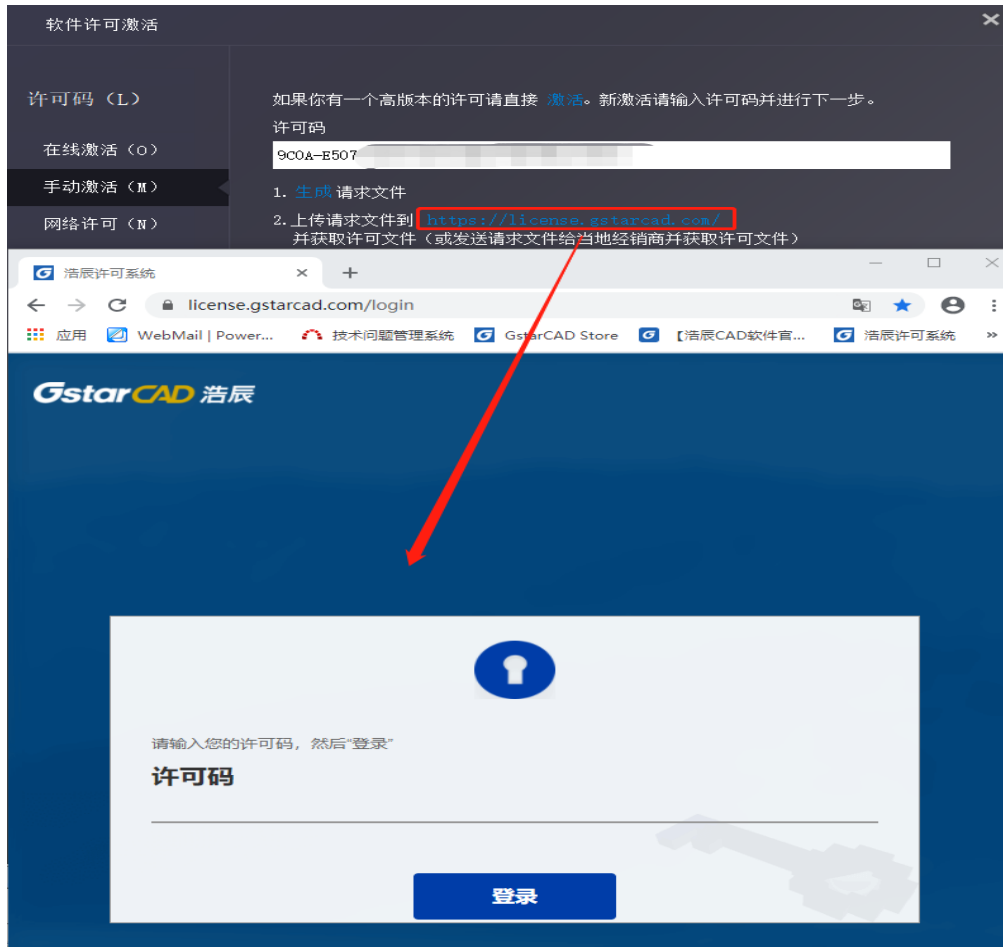 软件许可激活
许可码（L）
在线激活（O）
手动激活（M）
网络许可（N）
如果你有一个高版本的许可请直接 激活。新激活请输入许可码并进行下一步。
许可码
9C0A-E507
1. 生成 请求文件
2. 上传请求文件到 https://license.gstarcad.com/
并获取许可文件（或发送请求文件给当地经销商并获取许可文件）
浩辰许可系统
license.gstarcad.com/login
应用 WebMail | Power... 技术问题管理系统 GstarCAD Store 【浩辰CAD软件官... 浩辰许可系统 »
GstarCAD 浩辰
请输入您的许可码，然后“登录”
许可码
登录